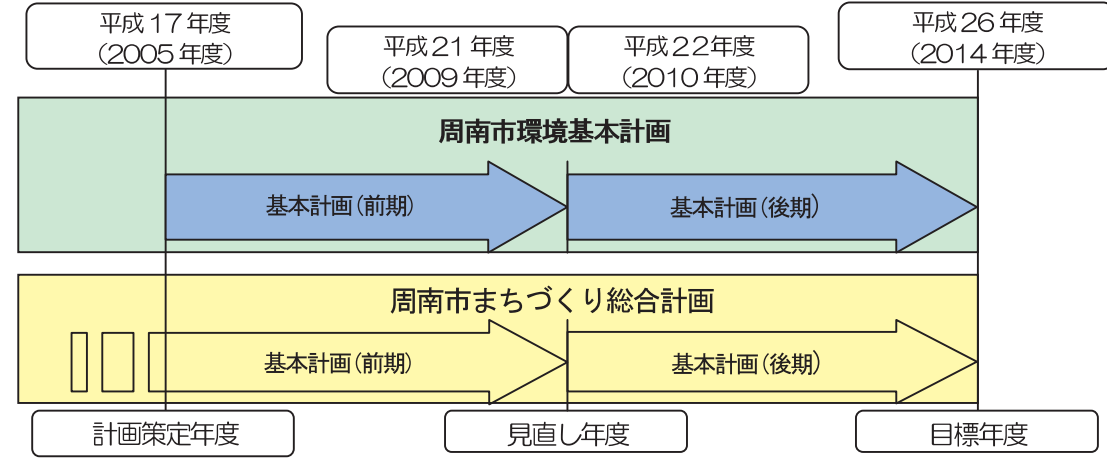 平成17年度
(2005年度)
平成21年度
(2009年度)
平成22年度
(2010年度)
平成26年度
(2014年度)
周南市環境基本計画
基本計画(前期)
基本計画(後期)
周南市まちづくり総合計画
基本計画(前期)
基本計画(後期)
計画策定年度
見直し年度
目標年度